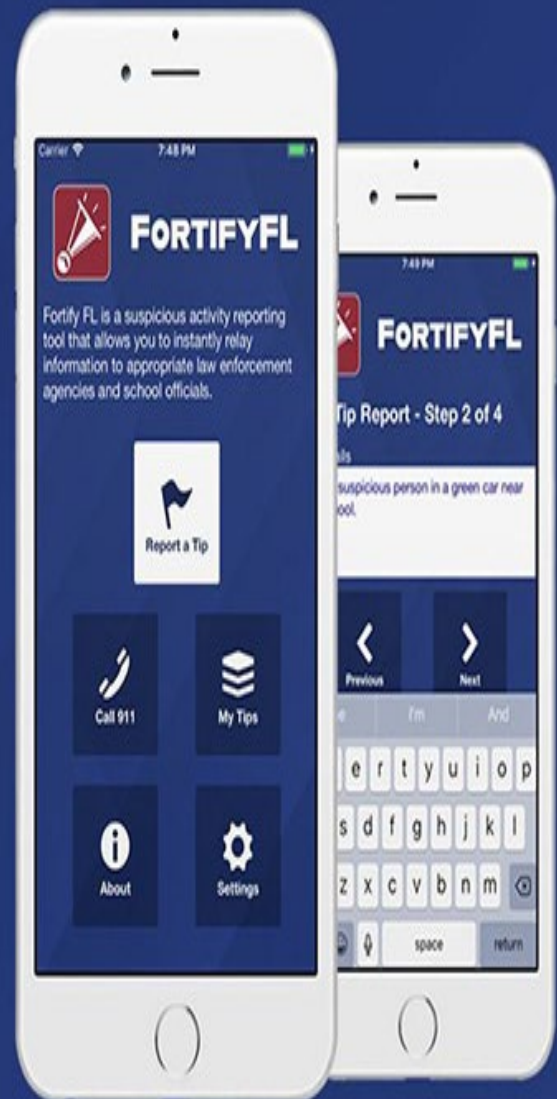 Carrier 7:48 PM
FORTIFYFL
Fortify FL is a suspicious activity reporting
tool that allows you to instantly relay
information to appropriate law enforcement
agencies and school officials.
Report a Tip
Call 911
My Tips
About
Settings
7:49 PM
FORTIFYFL
Tip Report - Step 2 of 4
suspicious person in a green car near
Previous
Next
I'm And
e r t y u i o p
s d f g h j k l
z x c v b n m
space return